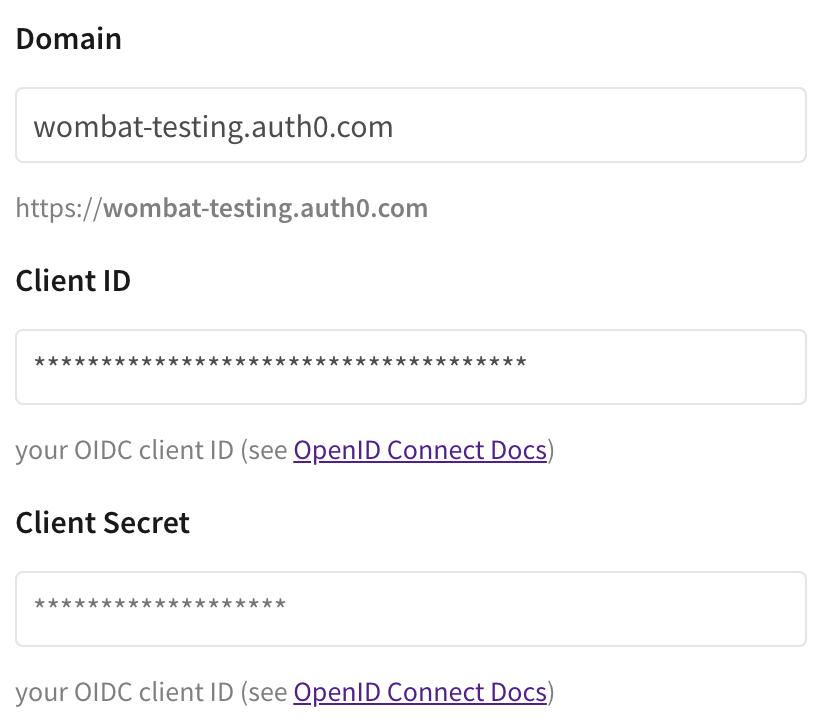 Domain
wombat-testing.auth0.com
https://wombat-testing.auth0.com
Client ID
*************************************
your OIDC client ID (see OpenID Connect Docs)
Client Secret
*******************
your OIDC client ID (see OpenID Connect Docs)